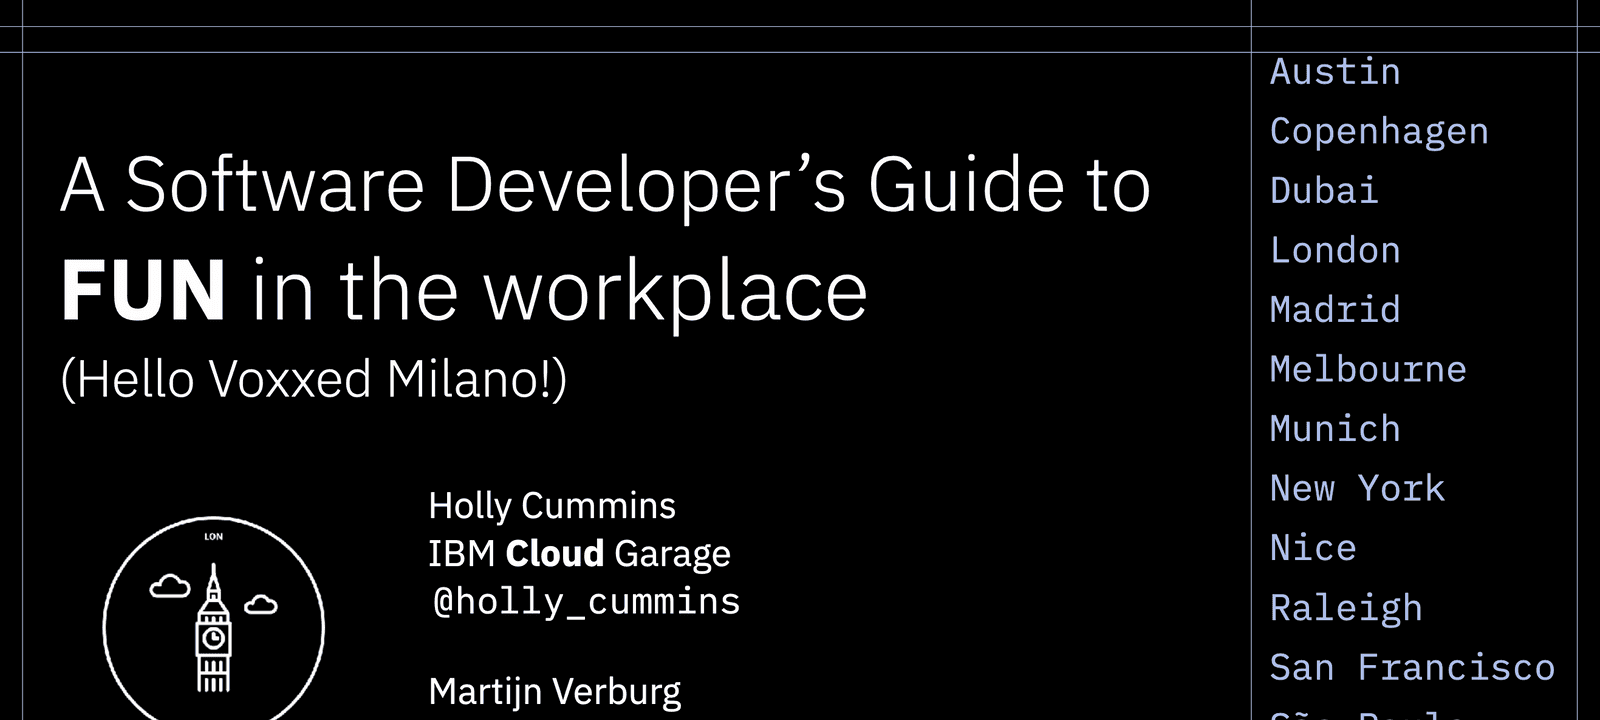 A Software Developer’s Guide to
FUN in the workplace
(Hello Voxxed Milano!)
LON
Holly Cummins
IBM Cloud Garage
@holly_cummins
Martijn Verburg
Austin
Copenhagen
Dubai
London
Madrid
Melbourne
Munich
New York
Nice
Raleigh
San Francisco